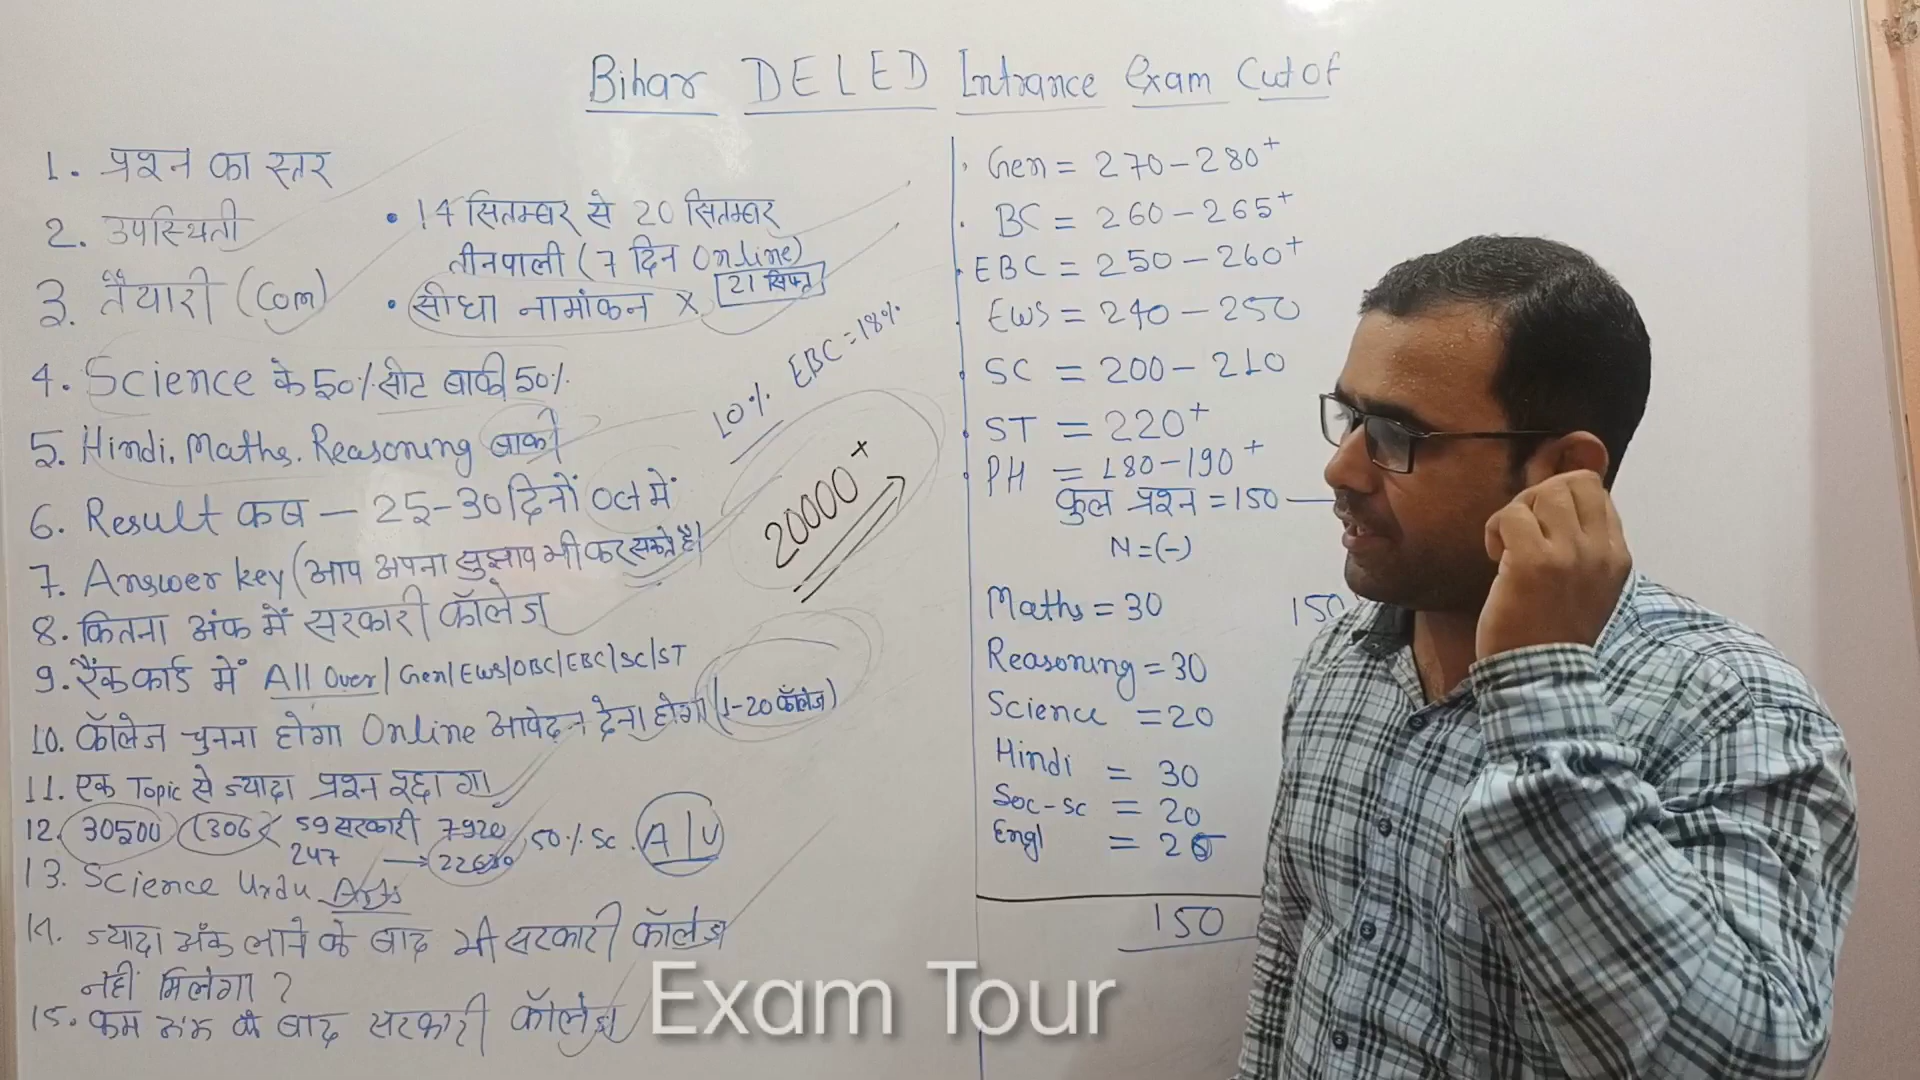 Bihar DELED Intrance Exam Cutof
1. प्रश्न का स्तर
2. उपस्थिती
3. तैयारी (Com)
• 14 सितम्बर से 20 सितम्बर
तीनपाली (7 दिन Online)
• सीधा नामांकन x 21 सिफ्ट
4. Science के 50% सीट बाकी 50%
5. Hindi, Maths, Reasoning बाकी
6. Result कब — 25-30 दिनों Oct में
7. Answer key (आप अपना सुझाव भी कर सकते है।
8. कितना अंक में सरकारी कॉलेज
9. रैंक कार्ड में All Over/Gen/EWS/OBC/EBC/SC/ST
10. कॉलेज चुनना होगा Online आवेदन देना होगा (1-20 कॉलेज)
11. एक Topic से ज्यादा प्रश्न रहा गा
12. 30500 (306) 59 सरकारी 7920 50% Sc. A/U
247 →
13. Science Urdu Arts
14. ज्यादा अंक लाने के बाद भी सरकारी कॉलेज
नहीं मिलेगा ?
15. कम अंक के बाद सरकारी कॉलेज
10% EBC = 18%
20000+
Gen = 270-280+
BC = 260-265+
EBC = 250-260+
EWS = 240-250
SC = 200-210
ST = 220+
PH = 180-190+
कुल प्रश्न = 150 —
N = (-)
Maths = 30 150
Reasoning = 30
Science = 20
Hindi = 30
Soc-sc = 20
Engl = 20
150
Exam Tour